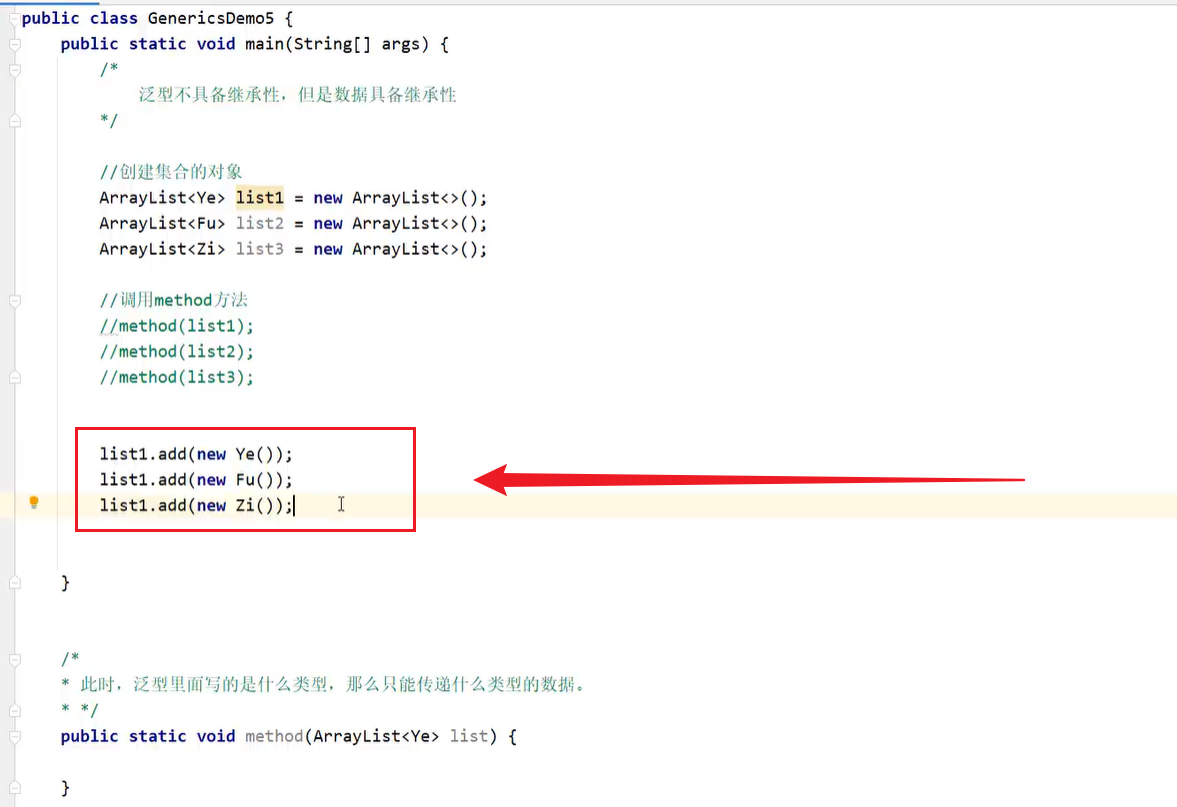 public class GenericsDemo5 {
public static void main(String[] args) {
/*
泛型不具备继承性，但是数据具备继承性
*/
//创建集合的对象
ArrayList<Ye> list1 = new ArrayList<>();
ArrayList<Fu> list2 = new ArrayList<>();
ArrayList<Zi> list3 = new ArrayList<>();
//调用method方法
//method(list1);
//method(list2);
//method(list3);
list1.add(new Ye());
list1.add(new Fu());
list1.add(new Zi());
}
/*
* 此时，泛型里面写的是什么类型，那么只能传递什么类型的数据。
* */
public static void method(ArrayList<Ye> list) {
}